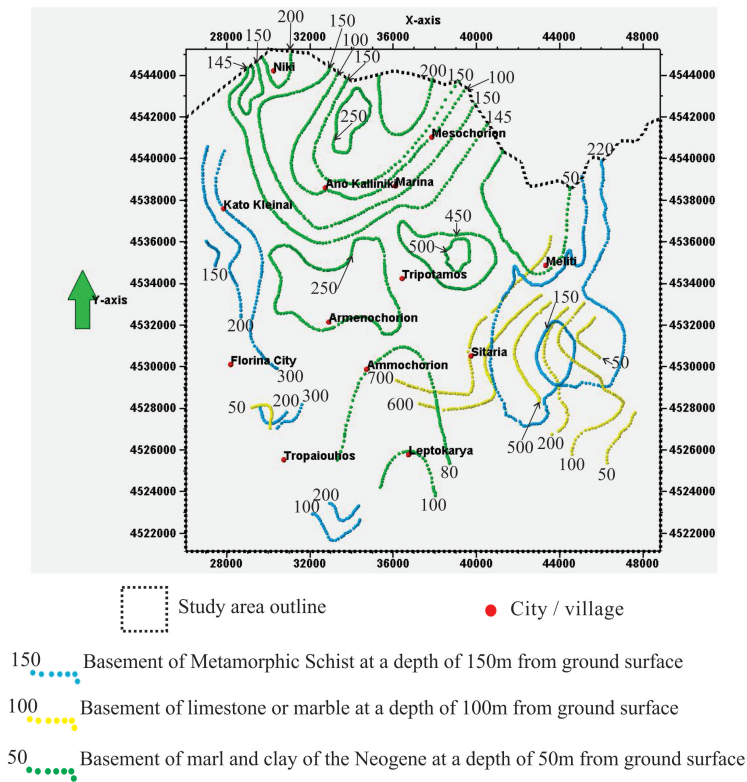 X-axis
28000 32000 36000 40000 44000 48000
200
150
145
150
100
150
200
150
100
150
145
220
50
4544000
4542000
4540000
4538000
4536000
4534000
4532000
4530000
4528000
4526000
4524000
4522000
Y-axis
Niki
250
Mesochorion
Ano Kalliniki
Marina
Kato Kleinai
450
500
Meliti
150
250
Tripotamos
150
200
Armenochorion
Sitaria
50
Florina City
300
Ammochorion
700
600
50
200
300
500
200
100
50
Tropaiouhos
Leptokarya
80
100
200
100
28000 32000 36000 40000 44000 48000
4544000
4542000
4540000
4538000
4536000
4534000
4532000
4530000
4528000
4526000
4524000
4522000
Study area outline
City / village
150 Basement of Metamorphic Schist at a depth of 150m from ground surface
100 Basement of limestone or marble at a depth of 100m from ground surface
50 Basement of marl and clay of the Neogene at a depth of 50m from ground surface